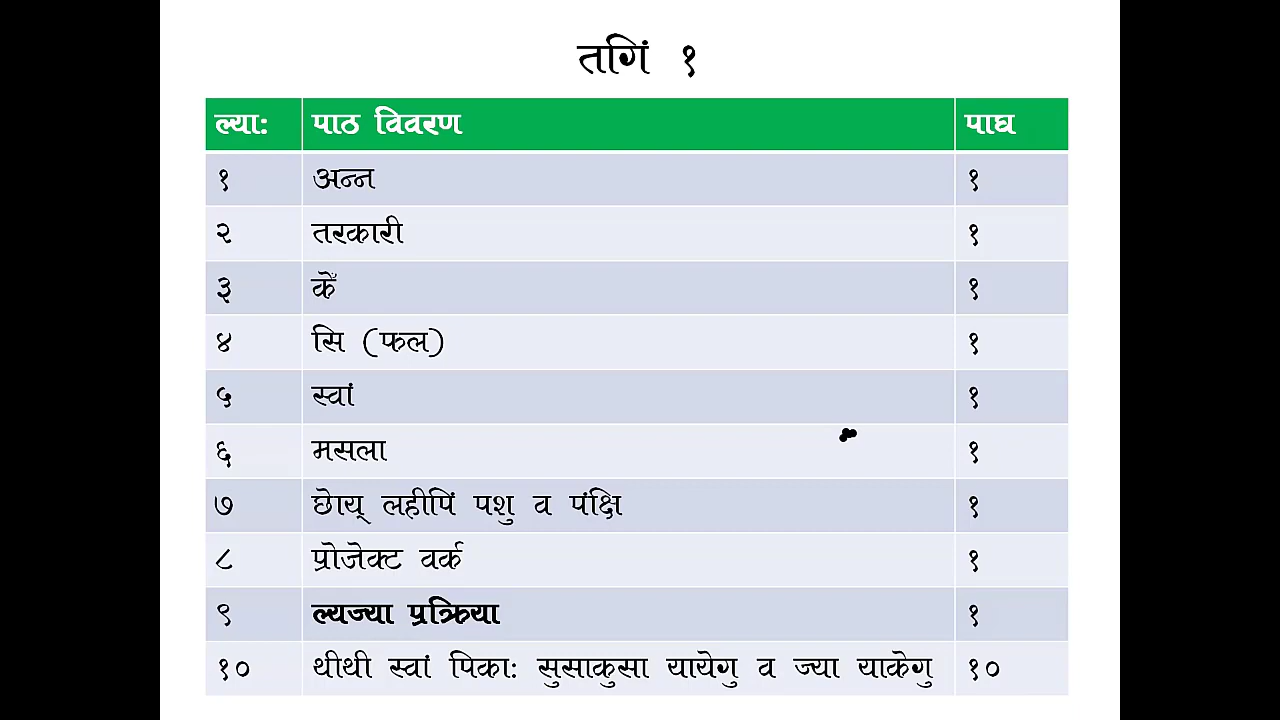 तगिं १
ल्या: पाठ विवरण पाघ
१ अन्न १
२ तरकारी १
३ केँ १
४ सि (फल) १
५ स्वां १
६ मसला १
७ छेाय् लहीपिं पशु व पंक्षि १
८ प्रोजेक्ट वर्क १
९ ल्यज्या प्रक्रिया १
१० थीथी स्वां पिका: सुसाकुसा यायेगु व ज्या याकेगु १०